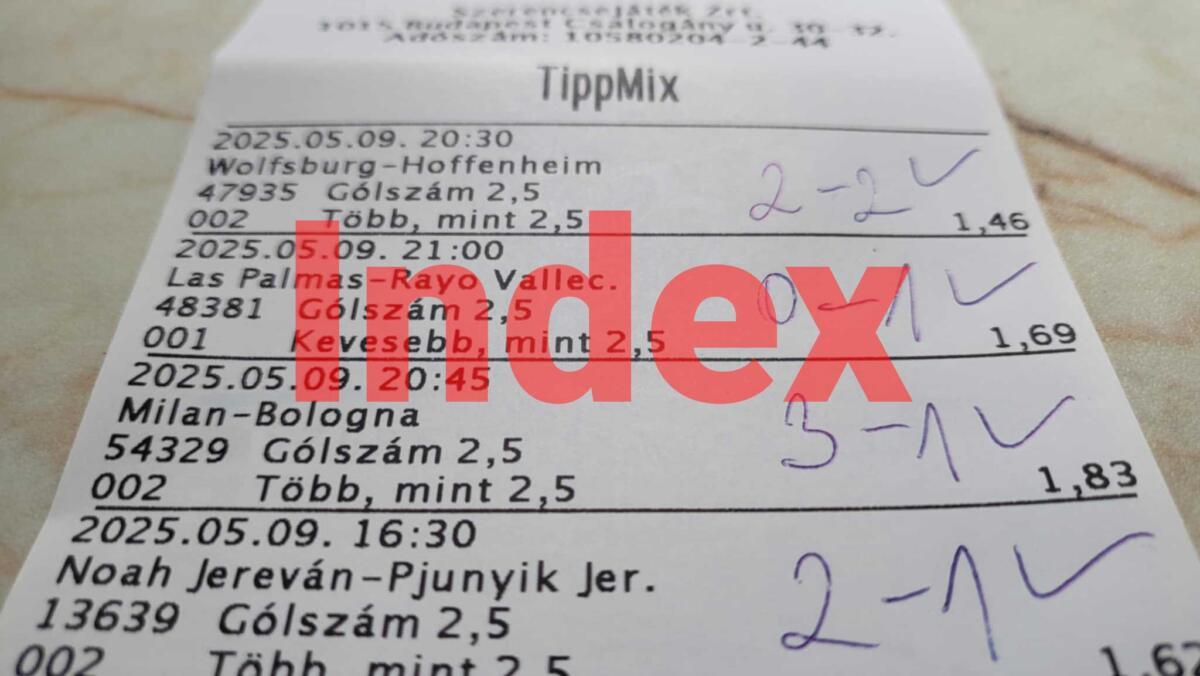 Szerencsejáték Zrt.
1015 Budapest Csalogány u. 30-32.
Adószám: 10580204-2-44
TippMix
2025.05.09. 20:30
Wolfsburg-Hoffenheim 2-2 ✓
47935 Gólszám 2,5
002 Több, mint 2,5 1,46
2025.05.09. 21:00
Las Palmas-Rayo Vallec. 0-1 ✓
48381 Gólszám 2,5
001 Kevesebb, mint 2,5 1,69
Index
2025.05.09. 20:45
Milan-Bologna 3-1 ✓
54329 Gólszám 2,5
002 Több, mint 2,5 1,83
2025.05.09. 16:30
Noah Jereván-Pjunyik Jer. 2-1 ✓
13639 Gólszám 2,5
002 Több, mint 2,5 1,62